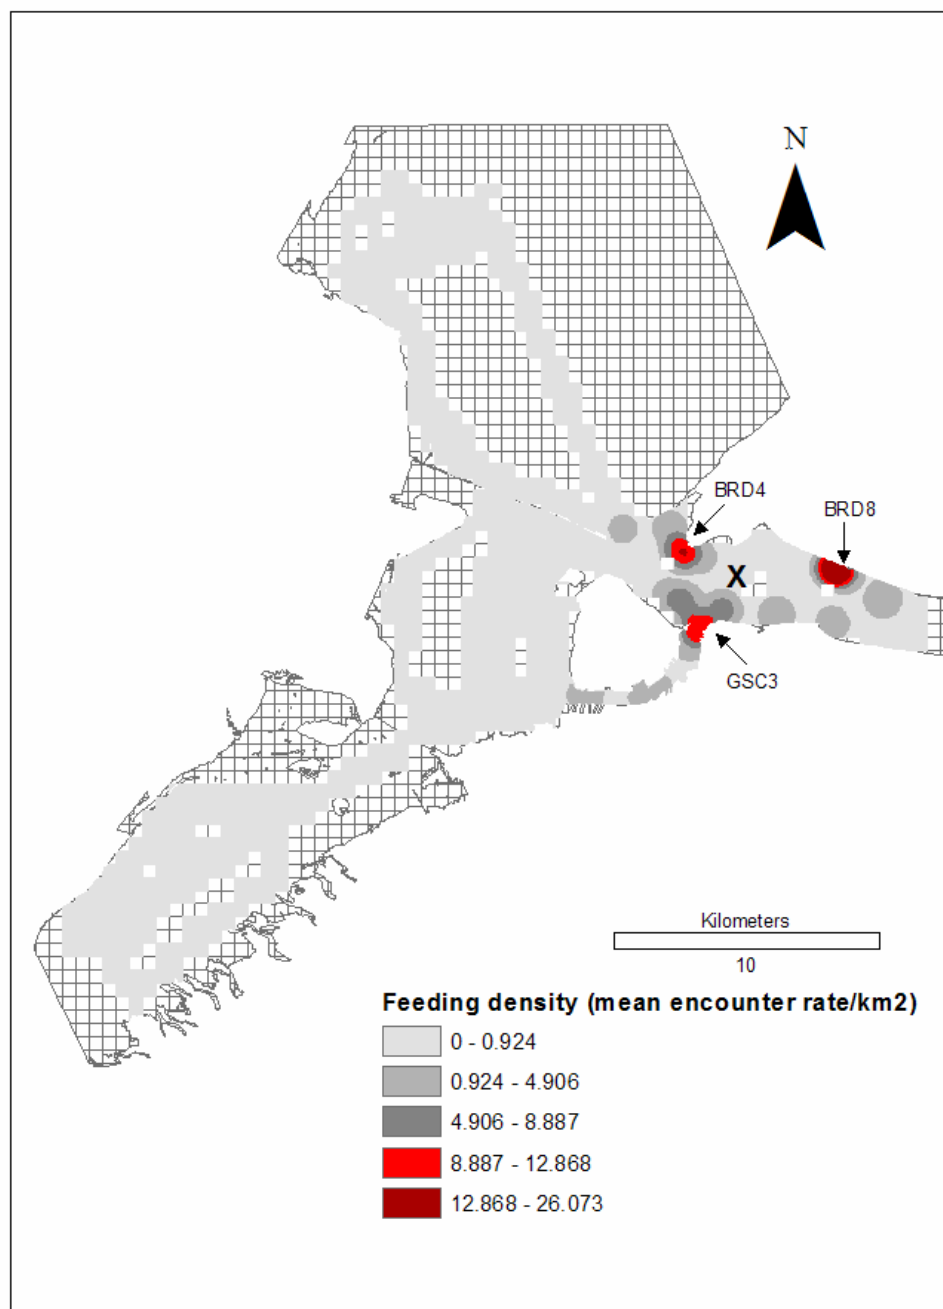 N
BRD4
BRD8
X
GSC3
Kilometers
10
Feeding density (mean encounter rate/km2)
0 - 0.924
0.924 - 4.906
4.906 - 8.887
8.887 - 12.868
12.868 - 26.073